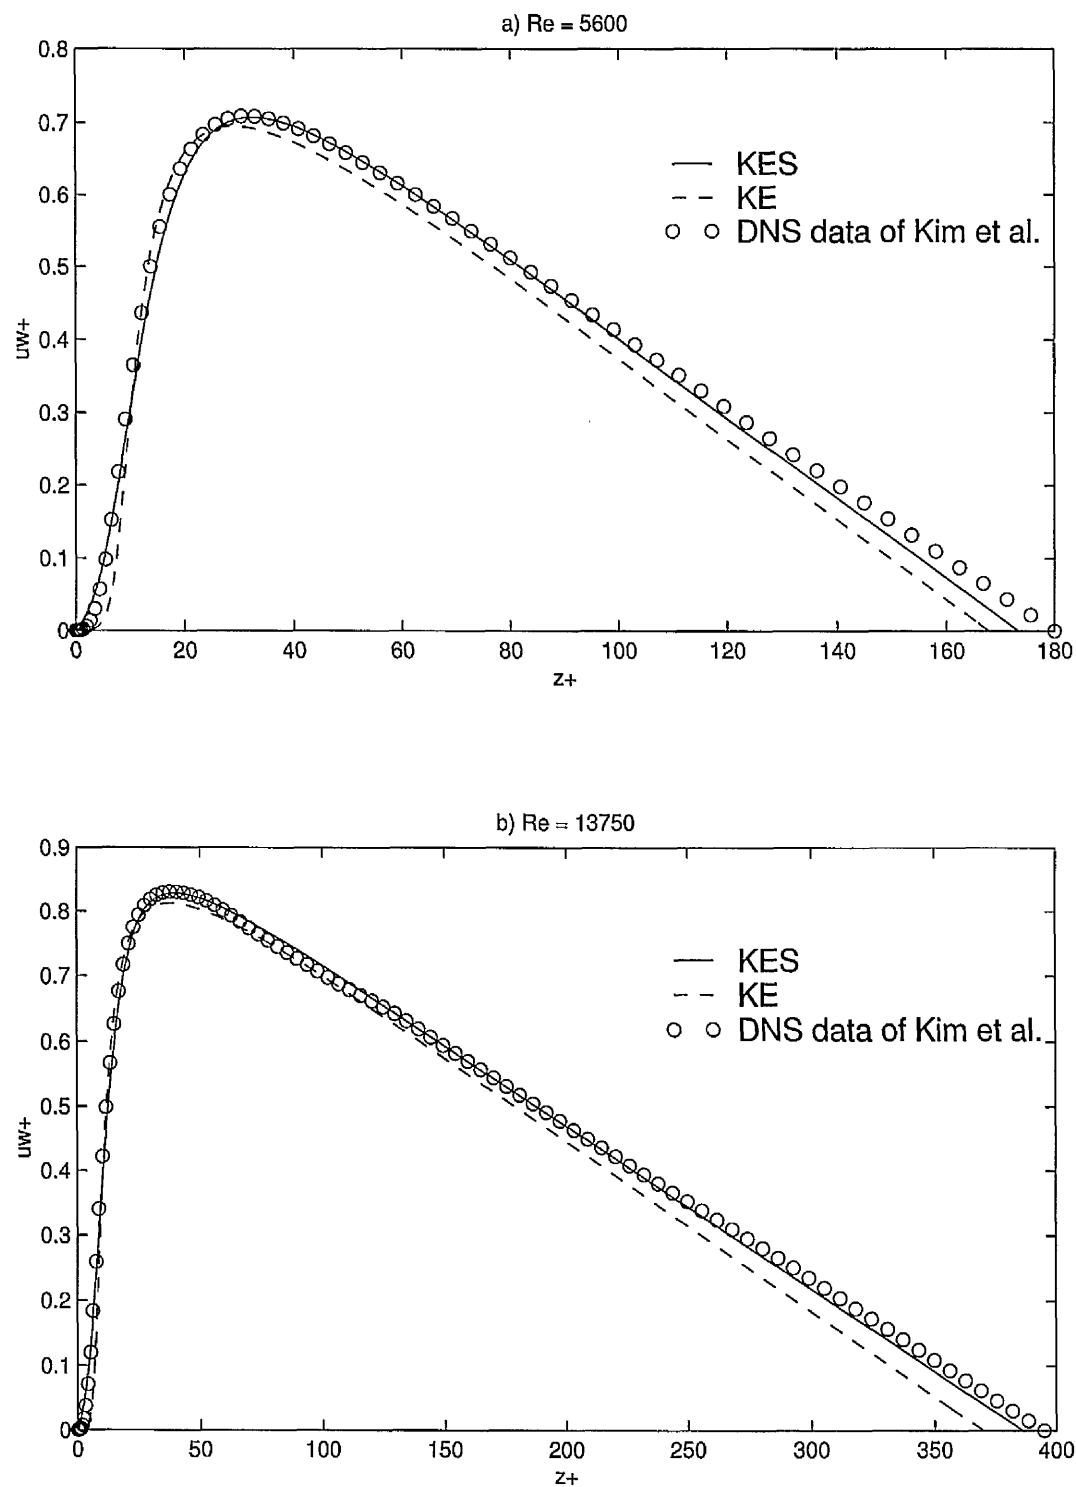 a) Re = 5600
0.8
0.7
0.6
0.5
0.4
0.3
0.2
0.1
0
uw+
KES
KE
DNS data of Kim et al.
0 20 40 60 80 100 120 140 160 180
z+
b) Re = 13750
0.9
0.8
0.7
0.6
0.5
0.4
0.3
0.2
0.1
0
uw+
KES
KE
DNS data of Kim et al.
0 50 100 150 200 250 300 350 400
z+